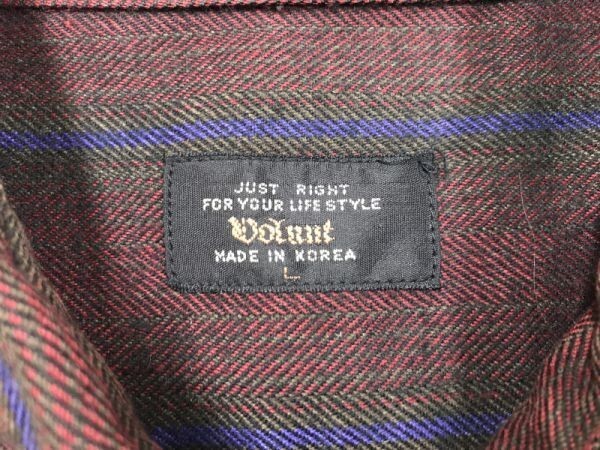 JUST RIGHT
FOR YOUR LIFE STYLE
Volunt
MADE IN KOREA
L